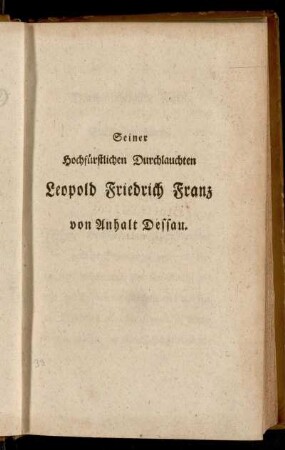 Seiner
Hochfürstlichen Durchlauchten
Leopold Friedrich Franz
von Anhalt Dessau.